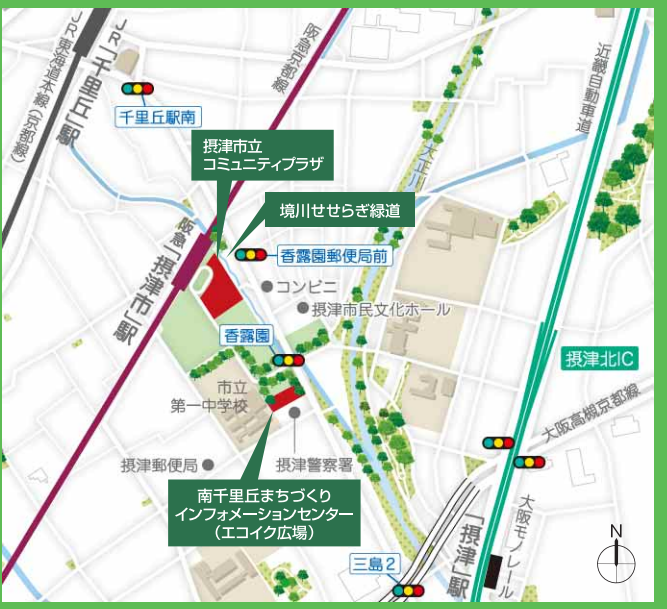 JR「千里丘」駅
JR東海道本線(京都線)
千里丘駅南
阪急京都線
大正川
近畿自動車道
摂津市立
コミュニティプラザ
境川せせらぎ緑道
阪急「摂津市」駅
香露園郵便局前
コンビニ
摂津市民文化ホール
香露園
摂津北IC
市立
第一中学校
大阪高槻京都線
摂津郵便局
摂津警察署
南千里丘まちづくり
インフォメーションセンター
(エコイク広場)
三島2
「摂津」駅
大阪モノレール
N